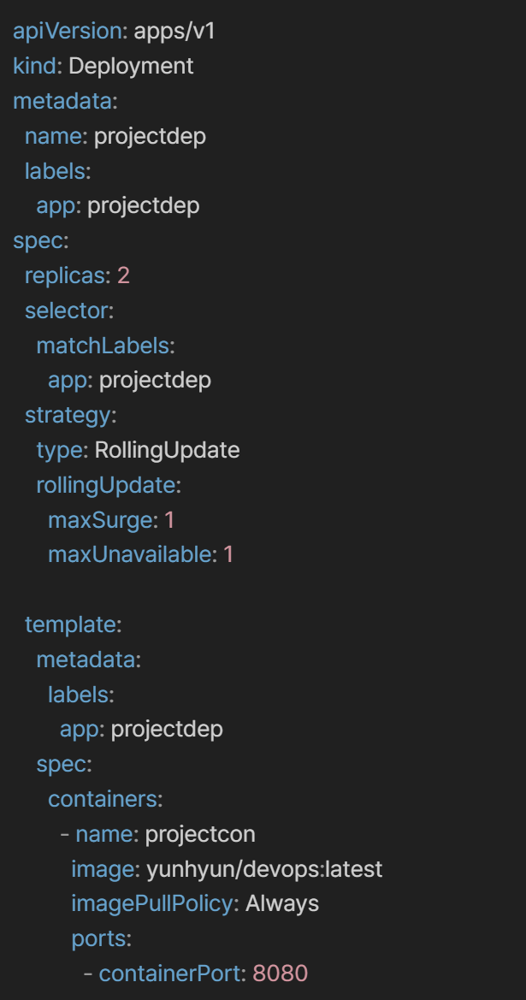 apiVersion: apps/v1
kind: Deployment
metadata:
  name: projectdep
  labels:
    app: projectdep
spec:
  replicas: 2
  selector:
    matchLabels:
      app: projectdep
  strategy:
    type: RollingUpdate
    rollingUpdate:
      maxSurge: 1
      maxUnavailable: 1

  template:
    metadata:
      labels:
        app: projectdep
    spec:
      containers:
        - name: projectcon
          image: yunhyun/devops:latest
          imagePullPolicy: Always
          ports:
            - containerPort: 8080